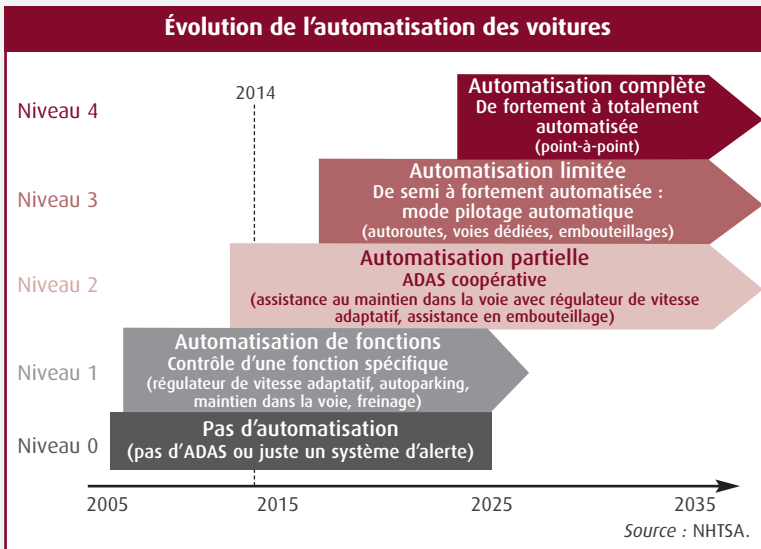 Évolution de l'automatisation des voitures
2014
Niveau 4
Automatisation complète
De fortement à totalement
automatisée
(point-à-point)
Niveau 3
Automatisation limitée
De semi à fortement automatisée :
mode pilotage automatique
(autoroutes, voies dédiées, embouteillages)
Niveau 2
Automatisation partielle
ADAS coopérative
(assistance au maintien dans la voie avec régulateur de vitesse
adaptatif, assistance en embouteillage)
Niveau 1
Automatisation de fonctions
Contrôle d'une fonction spécifique
(régulateur de vitesse adaptatif, autoparking,
maintien dans la voie, freinage)
Niveau 0
Pas d'automatisation
(pas d'ADAS ou juste un système d'alerte)
2005 2015 2025 2035
Source : NHTSA.